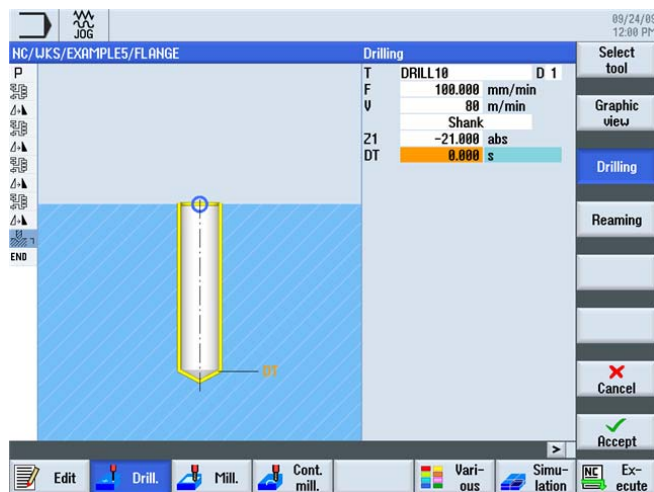 JOG
09/24/09
12:00 PM
NC/WKS/EXAMPLE5/FLANGE
Drilling
Select
tool
P
T DRILL10 D 1
F 100.000 mm/min
V 80 m/min
Shank
Z1 -21.000 abs
DT 0.000 s
Graphic
view
Drilling
Reaming
END
DT
Cancel
Accept
>
Edit
Drill.
Mill.
Cont.
mill.
Vari-
ous
Simu-
lation
NC
Ex-
ecute